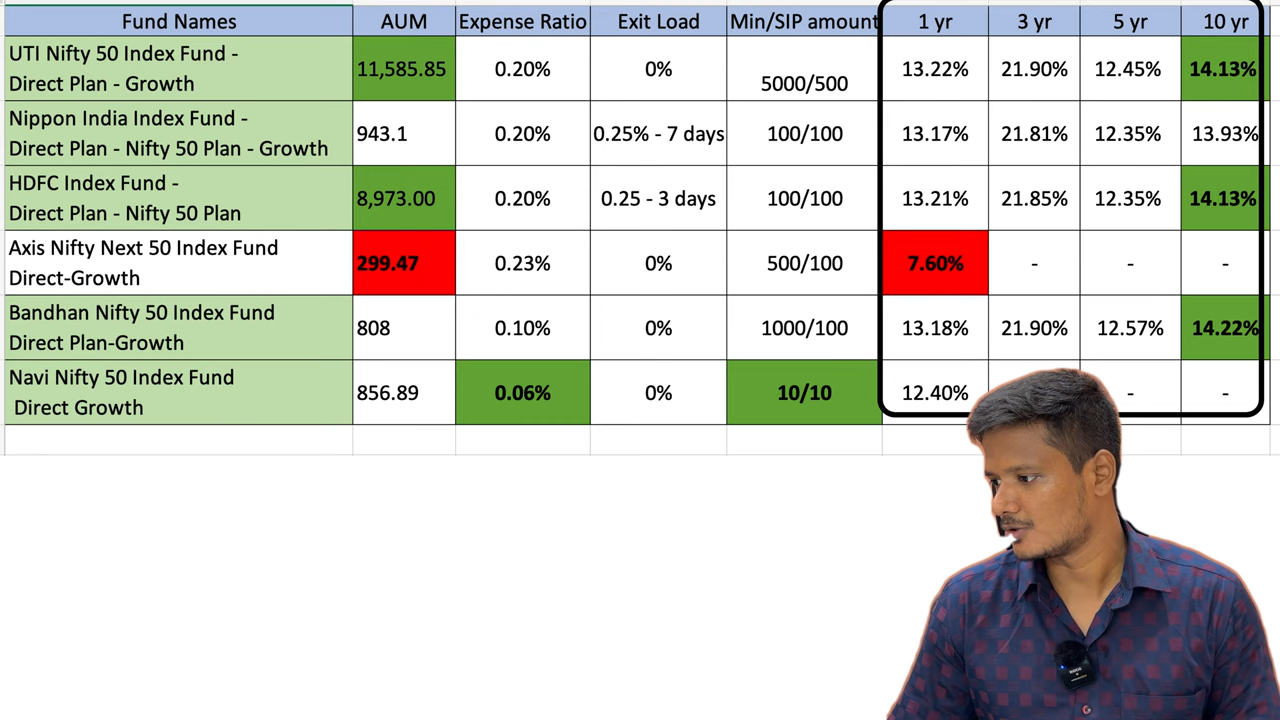 Fund Names AUM Expense Ratio Exit Load Min/SIP amount 1 yr 3 yr 5 yr 10 yr
UTI Nifty 50 Index Fund -
Direct Plan - Growth 11,585.85 0.20% 0% 5000/500 13.22% 21.90% 12.45% 14.13%
Nippon India Index Fund -
Direct Plan - Nifty 50 Plan - Growth 943.1 0.20% 0.25% - 7 days 100/100 13.17% 21.81% 12.35% 13.93%
HDFC Index Fund -
Direct Plan - Nifty 50 Plan 8,973.00 0.20% 0.25 - 3 days 100/100 13.21% 21.85% 12.35% 14.13%
Axis Nifty Next 50 Index Fund
Direct-Growth 299.47 0.23% 0% 500/100 7.60% - - -
Bandhan Nifty 50 Index Fund
Direct Plan-Growth 808 0.10% 0% 1000/100 13.18% 21.90% 12.57% 14.22%
Navi Nifty 50 Index Fund
Direct Growth 856.89 0.06% 0% 10/10 12.40% - -